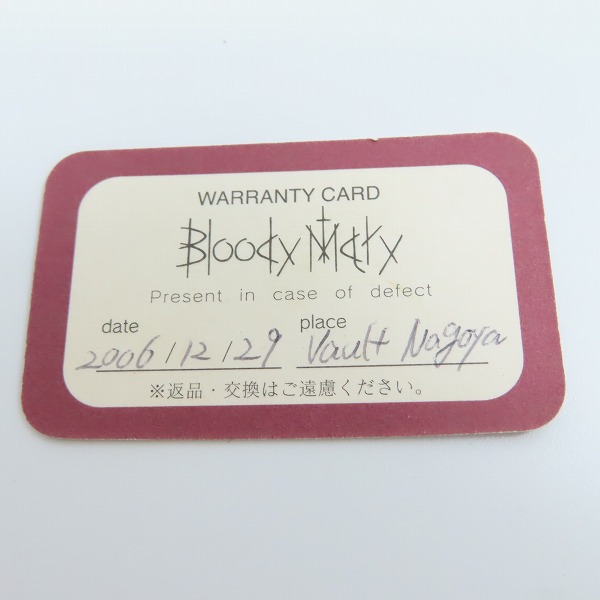 WARRANTY CARD
Bloody Mary
Present in case of defect
date place
2006/12/29 Vault Nagoya
※返品・交換はご遠慮ください。